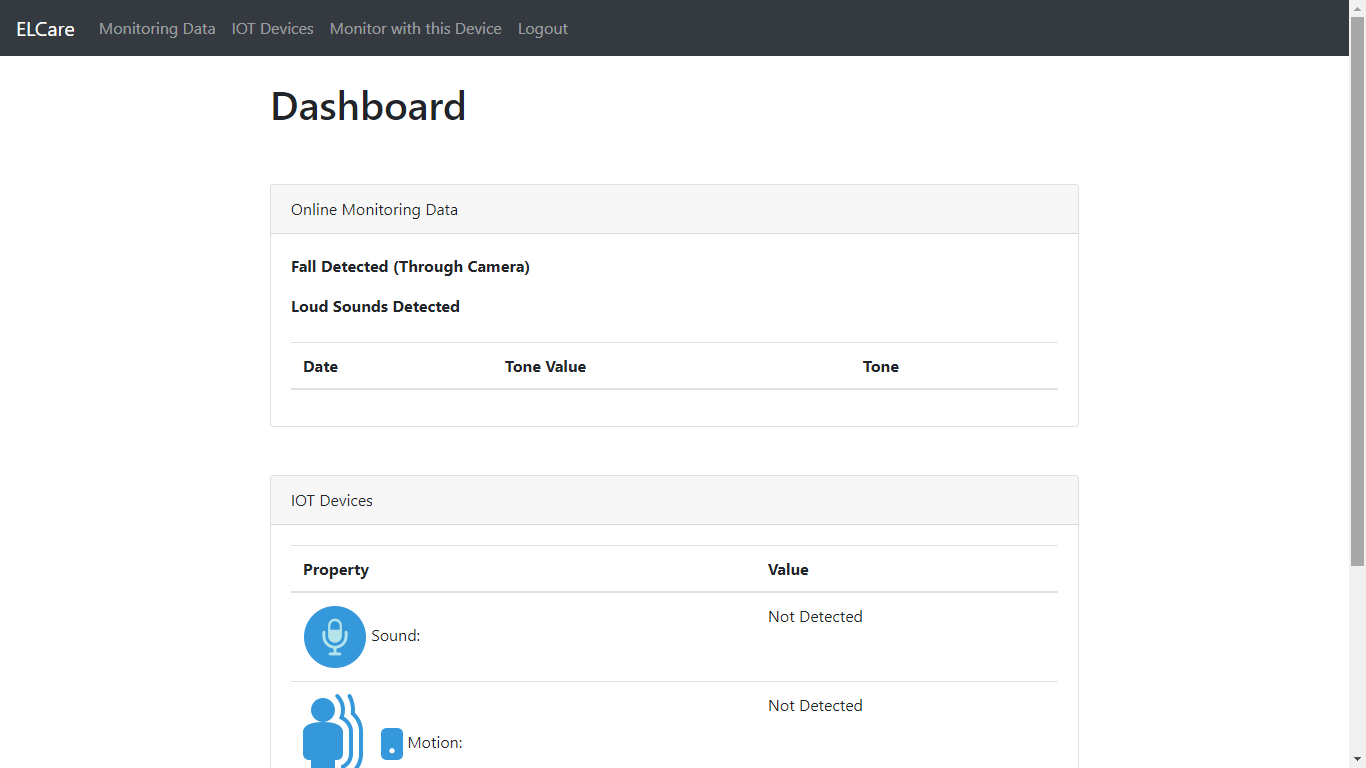 ELCare Monitoring Data IOT Devices Monitor with this Device Logout
Dashboard
Online Monitoring Data
Fall Detected (Through Camera)
Loud Sounds Detected
Date Tone Value Tone
IOT Devices
Property Value
Sound: Not Detected
Motion: Not Detected